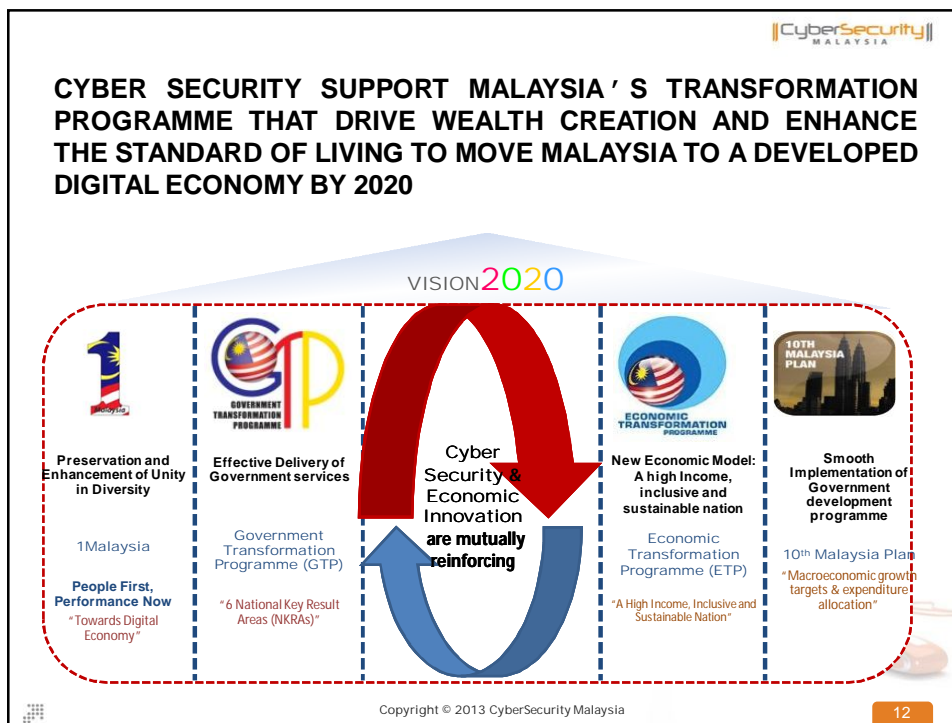 ||CyberSecurity||
MALAYSIA
CYBER SECURITY SUPPORT MALAYSIA ' S TRANSFORMATION
PROGRAMME THAT DRIVE WEALTH CREATION AND ENHANCE
THE STANDARD OF LIVING TO MOVE MALAYSIA TO A DEVELOPED
DIGITAL ECONOMY BY 2020
VISION2020
1
Malaysia
Preservation and
Enhancement of Unity
in Diversity
1Malaysia
People First,
Performance Now
"Towards Digital
Economy"
GTP
GOVERNMENT
TRANSFORMATION
PROGRAMME
Effective Delivery of
Government services
Government
Transformation
Programme (GTP)
"6 National Key Result
Areas (NKRAs)"
Cyber
Security &
Economic
Innovation
are mutually
reinforcing
ECONOMIC
TRANSFORMATION
PROGRAMME
New Economic Model:
A high Income,
inclusive and
sustainable nation
Economic
Transformation
Programme (ETP)
"A High Income, Inclusive and
Sustainable Nation"
10TH
MALAYSIA
PLAN
Smooth
Implementation of
Government
development
programme
10th Malaysia Plan
"Macroeconomic growth
targets & expenditure
allocation"
Copyright © 2013 CyberSecurity Malaysia
12